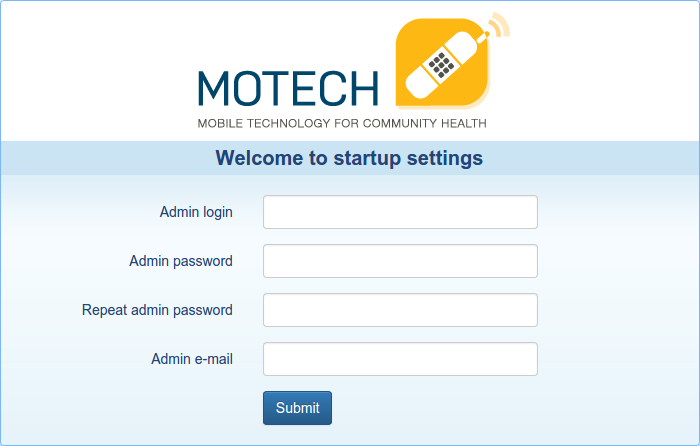 MOTECH
MOBILE TECHNOLOGY FOR COMMUNITY HEALTH
Welcome to startup settings
Admin login
Admin password
Repeat admin password
Admin e-mail
Submit